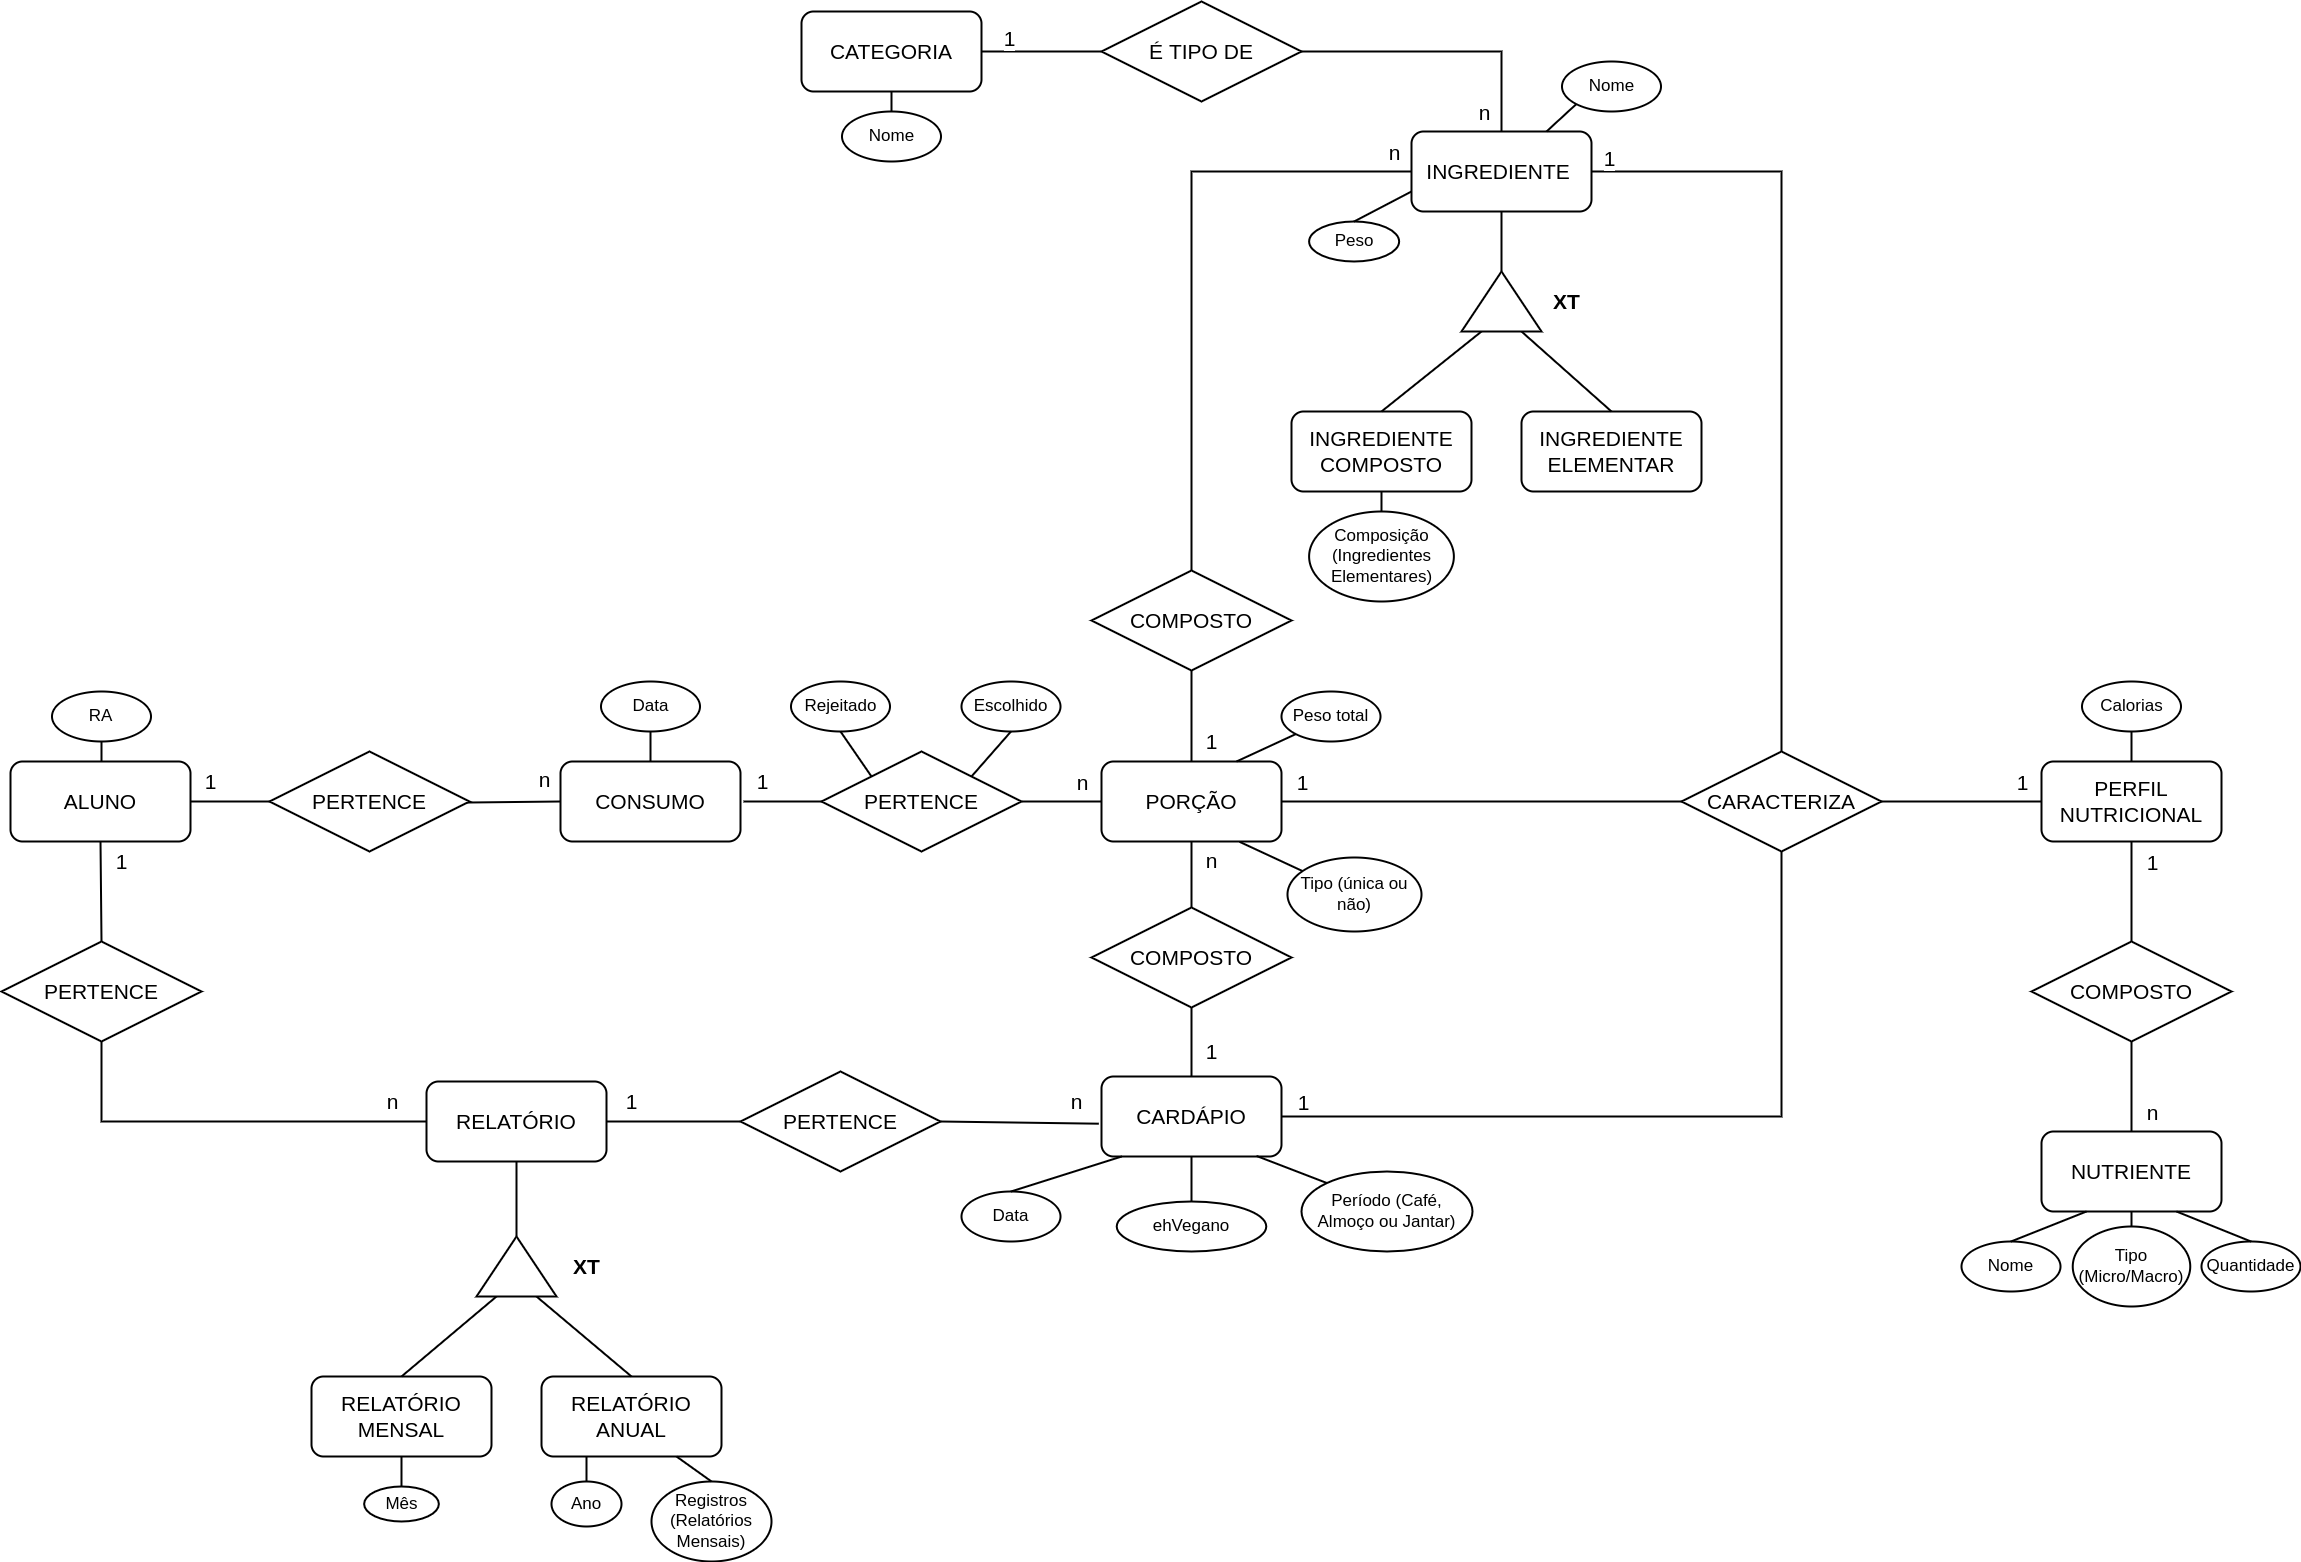 CATEGORIA
1
É TIPO DE
Nome
n
Nome
n
INGREDIENTE
1
Peso
XT
INGREDIENTE
COMPOSTO
INGREDIENTE
ELEMENTAR
Composição
(Ingredientes
Elementares)
COMPOSTO
RA
Data
Rejeitado
Escolhido
1
Peso total
Calorias
ALUNO
1
PERTENCE
n
CONSUMO
1
PERTENCE
n
PORÇÃO
1
CARACTERIZA
1
PERFIL
NUTRICIONAL
1
n
1
Tipo (única ou
não)
PERTENCE
COMPOSTO
COMPOSTO
n
RELATÓRIO
1
PERTENCE
n
1
CARDÁPIO
1
n
NUTRIENTE
Data
ehVegano
Período (Café,
Almoço ou Jantar)
Nome
Tipo
(Micro/Macro)
Quantidade
XT
RELATÓRIO
MENSAL
RELATÓRIO
ANUAL
Mês
Ano
Registros
(Relatórios
Mensais)